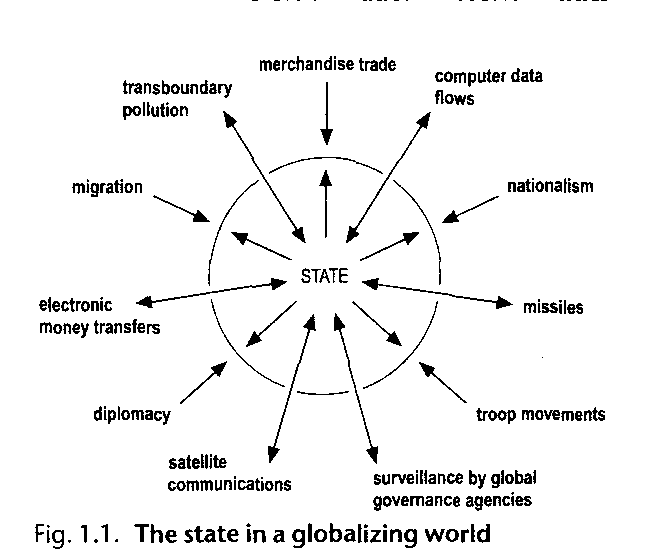 merchandise trade
transboundary
pollution
computer data
flows
migration
nationalism
STATE
electronic
money transfers
missiles
diplomacy
troop movements
satellite
communications
surveillance by global
governance agencies
Fig. 1.1. The state in a globalizing world